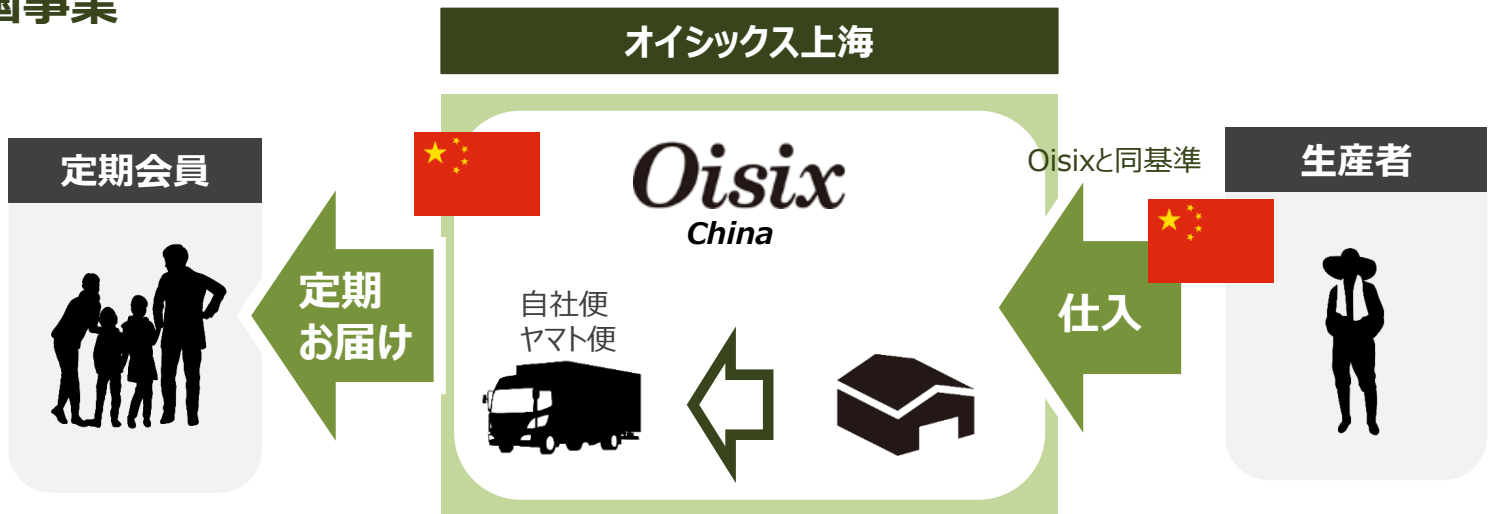 事業
オイシックス上海
定期会員
Oisix
China
Oisixと同基準
生産者
定期
お届け
自社便
ヤマト便
仕入